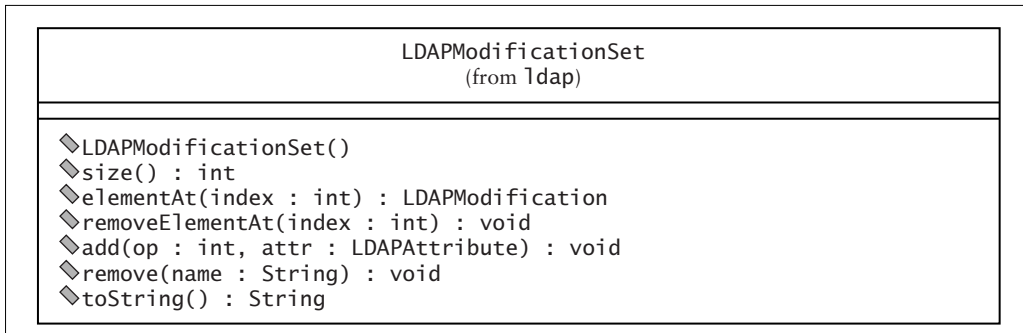 LDAPModificationSet
(from ldap)
LDAPModificationSet()
size() : int
elementAt(index : int) : LDAPModification
removeElementAt(index : int) : void
add(op : int, attr : LDAPAttribute) : void
remove(name : String) : void
toString() : String